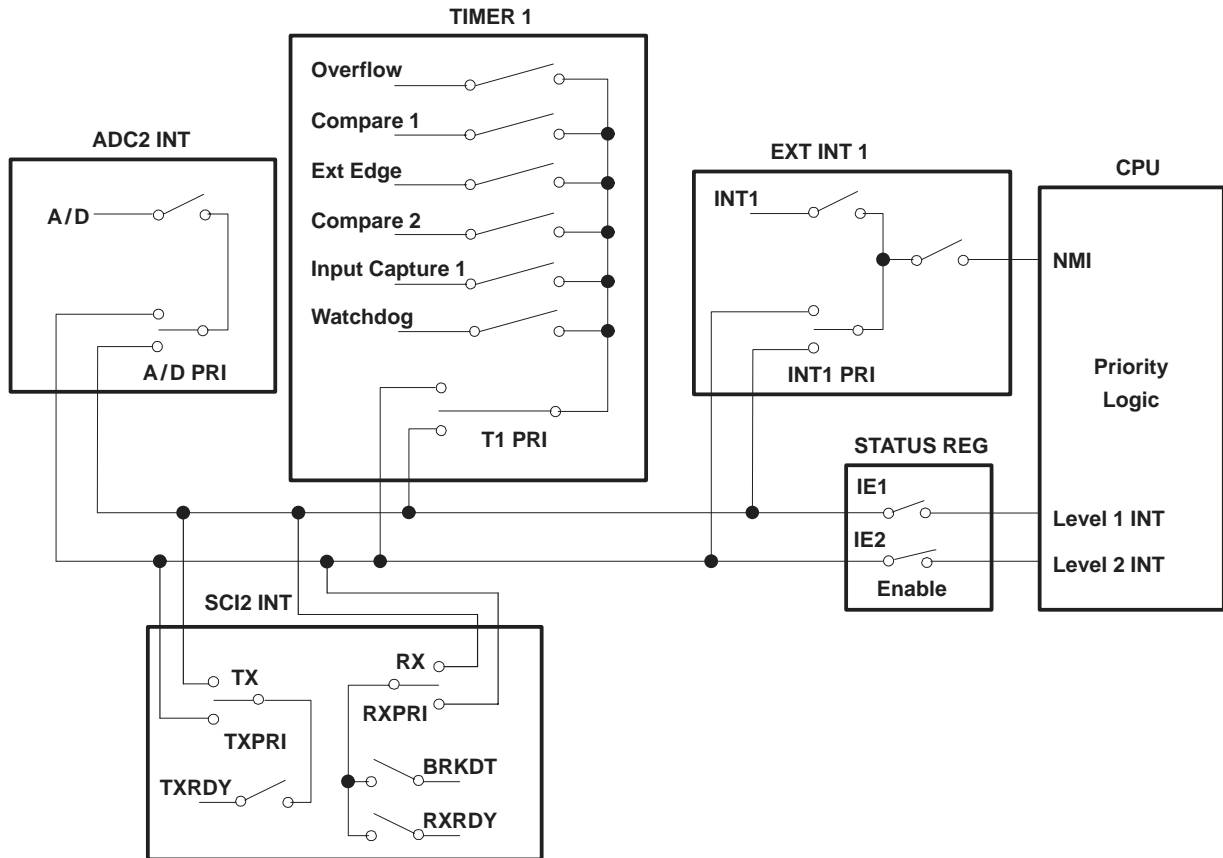 TIMER 1
Overflow
Compare 1
Ext Edge
Compare 2
Input Capture 1
Watchdog
T1 PRI
ADC2 INT
A/D
A/D PRI
EXT INT 1
INT1
INT1 PRI
CPU
NMI
Priority
Logic
Level 1 INT
Level 2 INT
STATUS REG
IE1
IE2
Enable
SCI2 INT
TX
TXPRI
TXRDY
RX
RXPRI
BRKDT
RXRDY